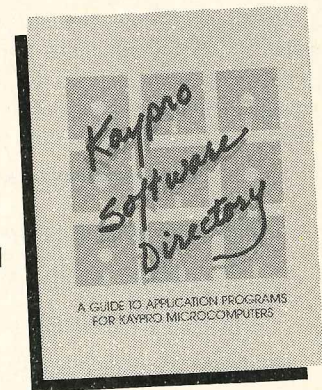 Kaypro
Software
Directory
A GUIDE TO APPLICATION PROGRAMS
FOR KAYPRO MICROCOMPUTERS